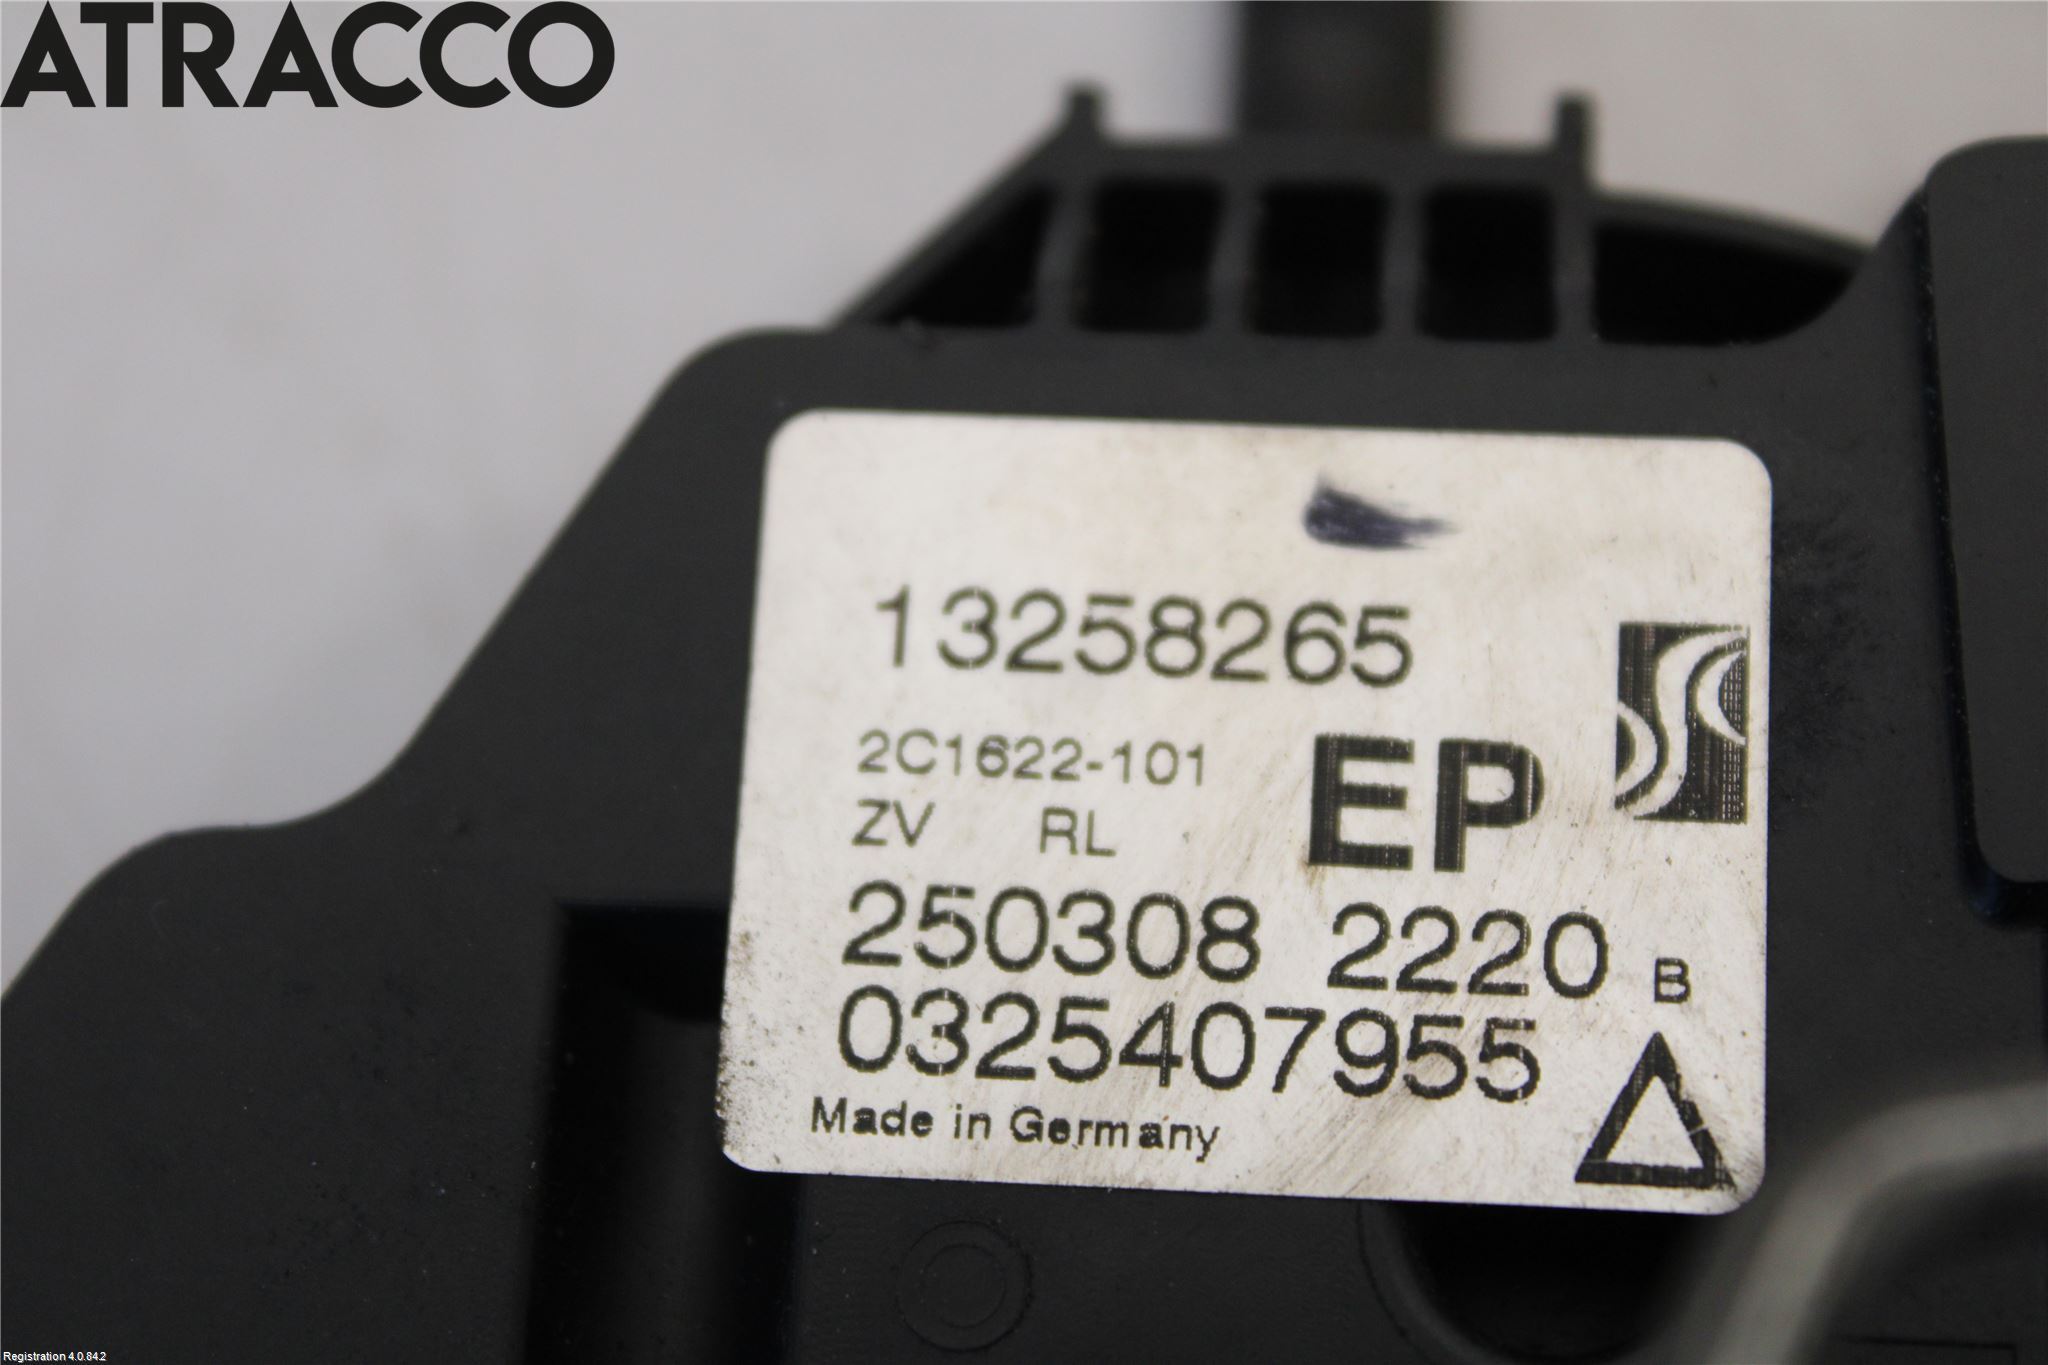 ATRACCO
13258265
2C1622-101
ZV RL EP
250308 2220 B
0325407955
Made in Germany
Registration 4.0.84.2